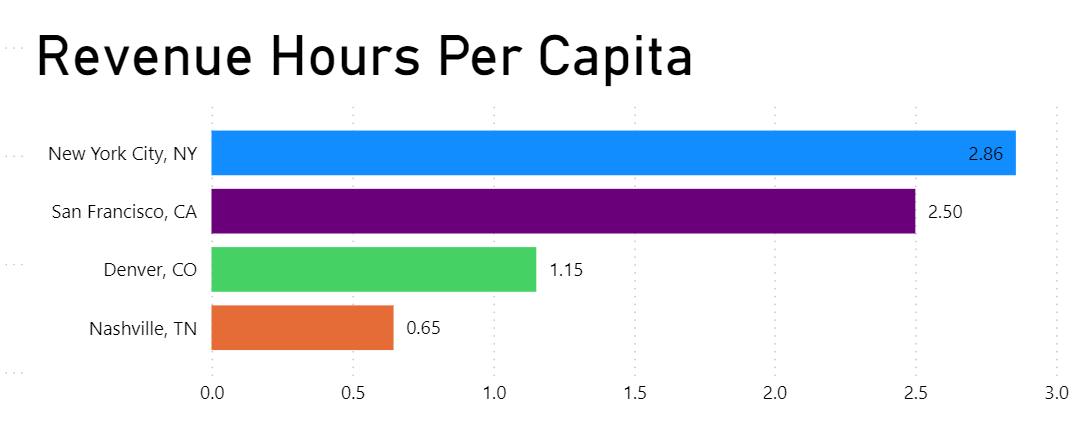 Revenue Hours Per Capita
New York City, NY 2.86
San Francisco, CA 2.50
Denver, CO 1.15
Nashville, TN 0.65
0.0 0.5 1.0 1.5 2.0 2.5 3.0